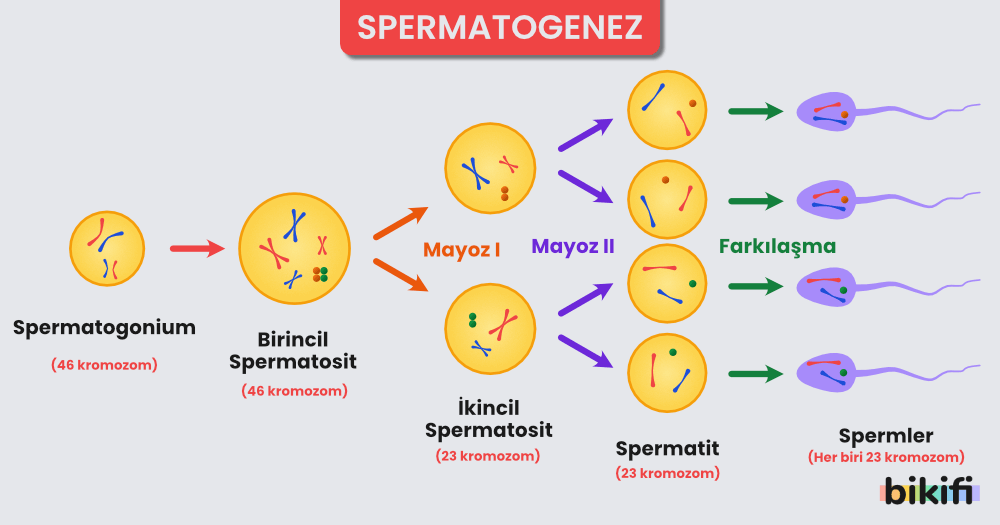 SPERMATOGENEZ
Spermatogonium
(46 kromozom)
Birincil
Spermatosit
(46 kromozom)
Mayoz I
İkincil
Spermatosit
(23 kromozom)
Mayoz II
Spermatit
(23 kromozom)
Farkılaşma
Spermler
(Her biri 23 kromozom)
bikifi